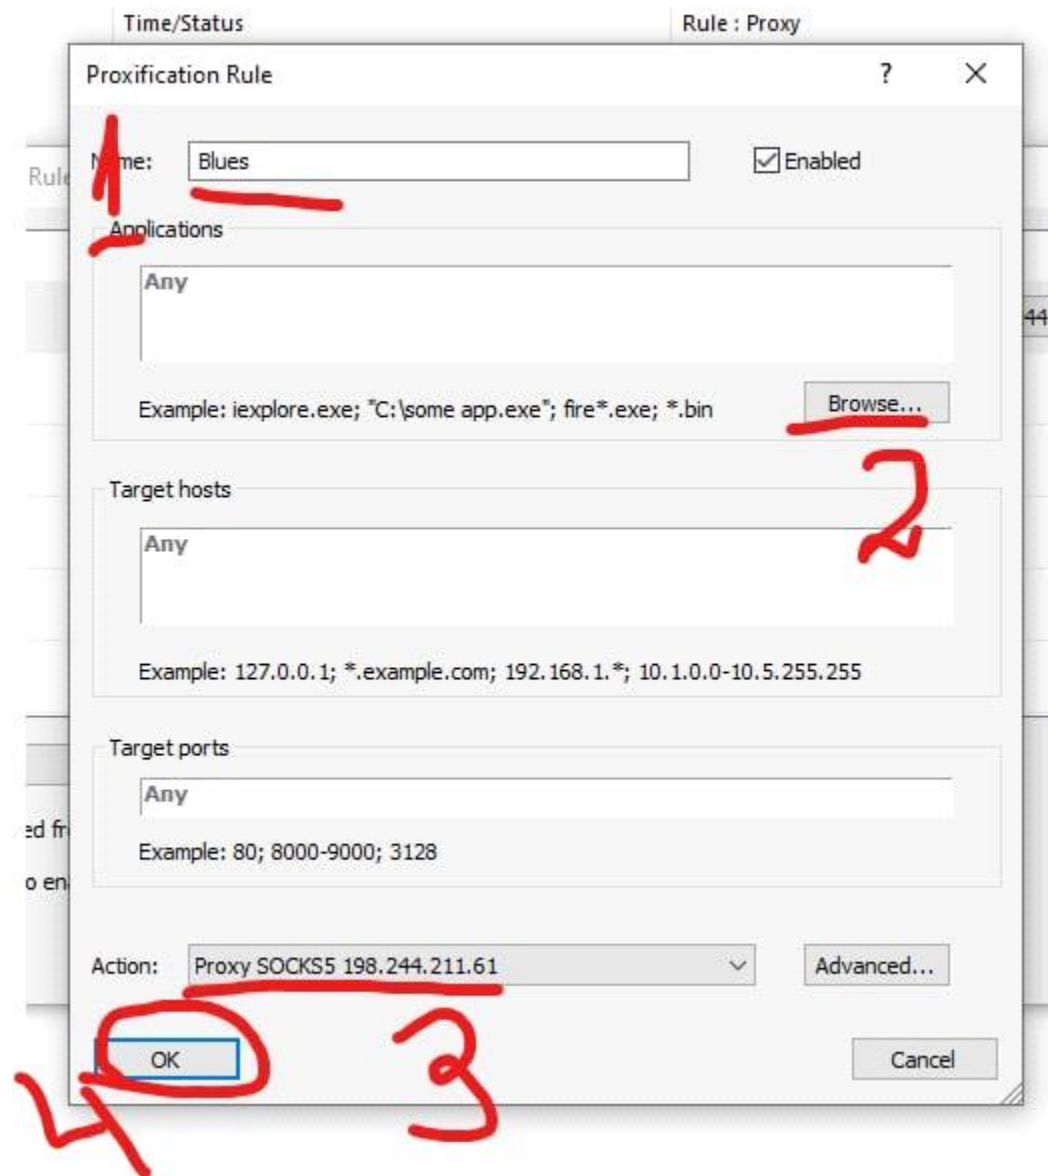 Time/Status Rule : Proxy
Proxification Rule ? ×
1
me: Blues Enabled
Rule
Applications
Any
44
Example: iexplore.exe; "C:\some app.exe"; fire*.exe; *.bin Browse...
2
Target hosts
Any
Example: 127.0.0.1; *.example.com; 192.168.1.*; 10.1.0.0-10.5.255.255
Target ports
Any
ed fr
Example: 80; 8000-9000; 3128
o en
Action: Proxy SOCKS5 198.244.211.61 Advanced...
3
OK Cancel
4